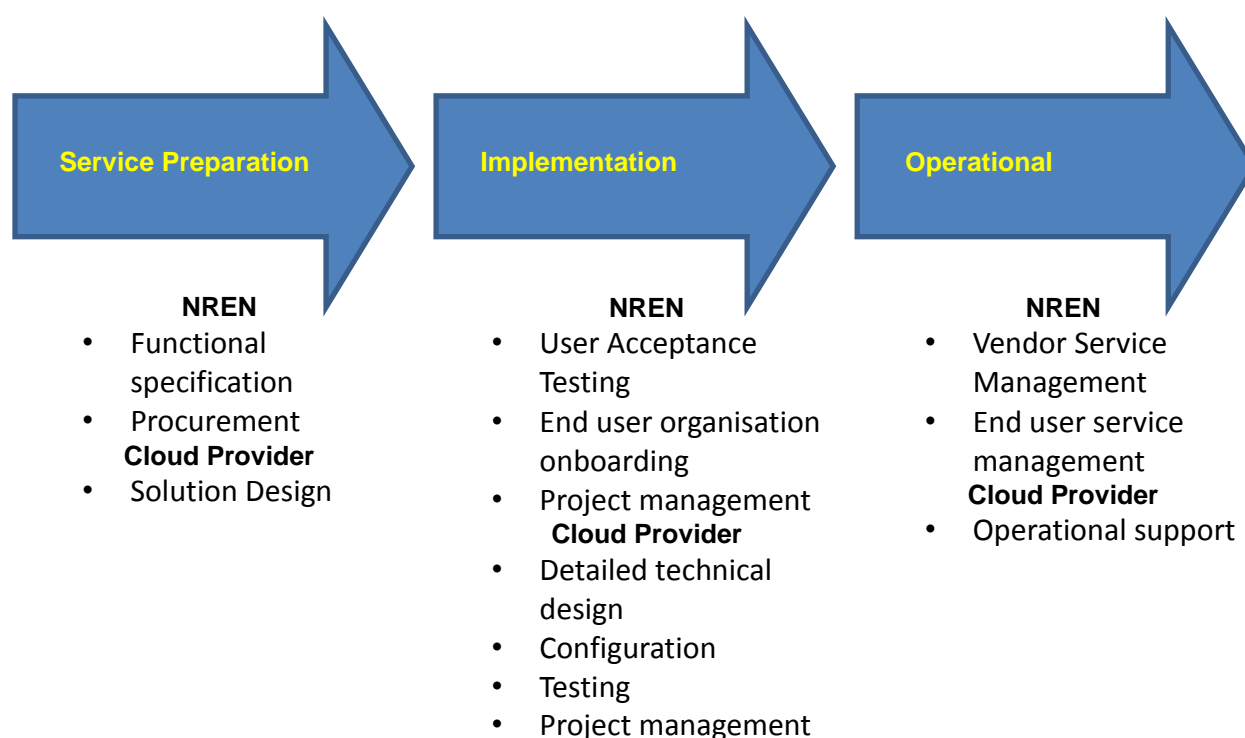 Service Preparation
NREN
• Functional
specification
• Procurement
Cloud Provider
• Solution Design
Implementation
NREN
• User Acceptance
Testing
• End user organisation
onboarding
• Project management
Cloud Provider
• Detailed technical
design
• Configuration
• Testing
• Project management
Operational
NREN
• Vendor Service
Management
• End user service
management
Cloud Provider
• Operational support